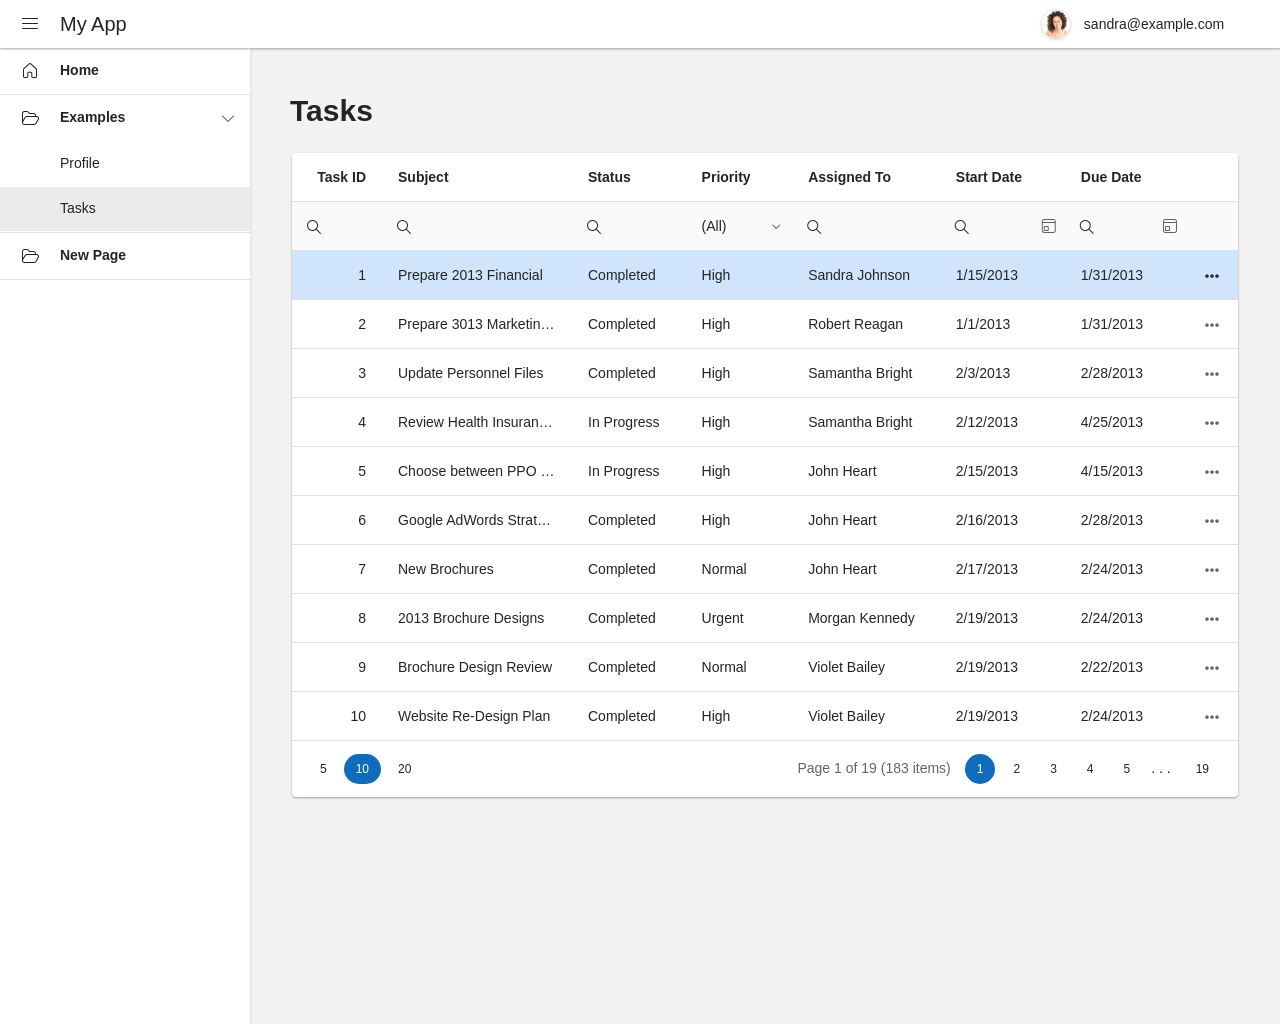 My App
sandra@example.com
Home
Examples
Profile
Tasks
New Page
Tasks
Task ID Subject Status Priority Assigned To Start Date Due Date
(All)
1 Prepare 2013 Financial Completed High Sandra Johnson 1/15/2013 1/31/2013
2 Prepare 3013 Marketin… Completed High Robert Reagan 1/1/2013 1/31/2013
3 Update Personnel Files Completed High Samantha Bright 2/3/2013 2/28/2013
4 Review Health Insuran… In Progress High Samantha Bright 2/12/2013 4/25/2013
5 Choose between PPO … In Progress High John Heart 2/15/2013 4/15/2013
6 Google AdWords Strat… Completed High John Heart 2/16/2013 2/28/2013
7 New Brochures Completed Normal John Heart 2/17/2013 2/24/2013
8 2013 Brochure Designs Completed Urgent Morgan Kennedy 2/19/2013 2/24/2013
9 Brochure Design Review Completed Normal Violet Bailey 2/19/2013 2/22/2013
10 Website Re-Design Plan Completed High Violet Bailey 2/19/2013 2/24/2013
5 10 20 Page 1 of 19 (183 items) 1 2 3 4 5 . . . 19